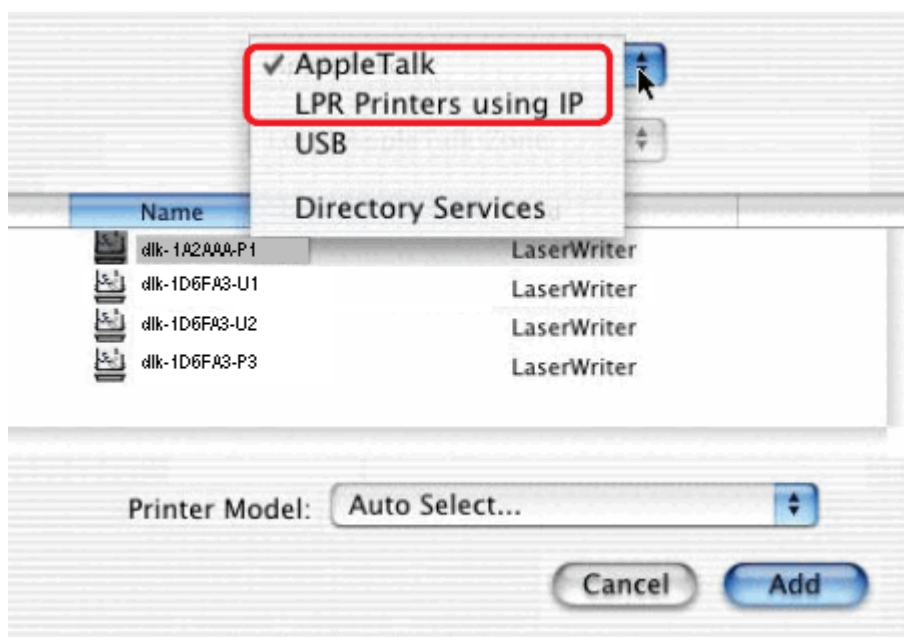 ✓ AppleTalk
LPR Printers using IP
USB
Directory Services
Name
dlk-1A2AAA-P1 LaserWriter
dlk-1D6FA3-U1 LaserWriter
dlk-1D6FA3-U2 LaserWriter
dlk-1D6FA3-P3 LaserWriter
Printer Model: Auto Select...
Cancel Add